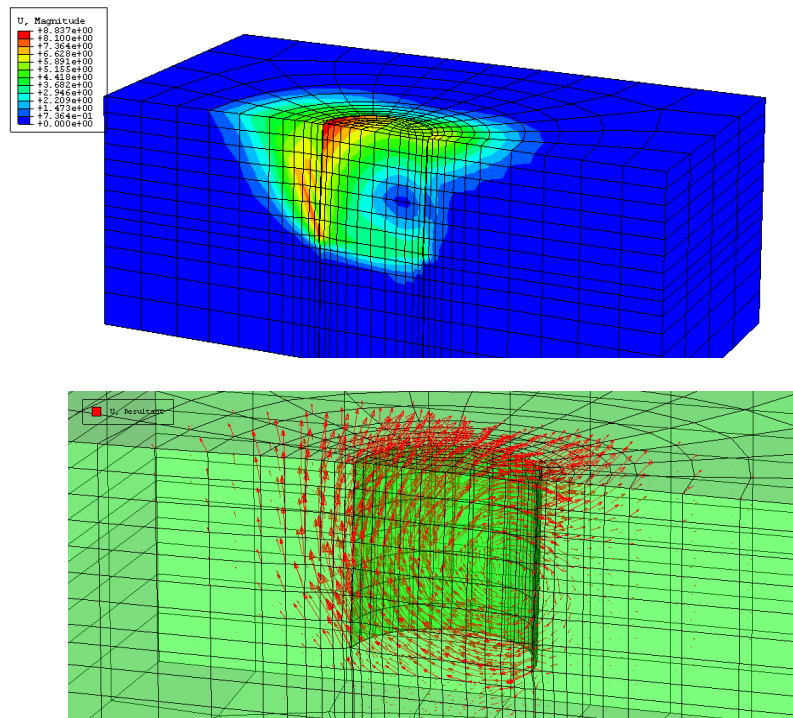 U, Magnitude
+8.837e+00
+8.100e+00
+7.364e+00
+6.628e+00
+5.891e+00
+5.155e+00
+4.418e+00
+3.682e+00
+2.946e+00
+2.209e+00
+1.473e+00
+7.364e-01
+0.000e+00
U, Resultant